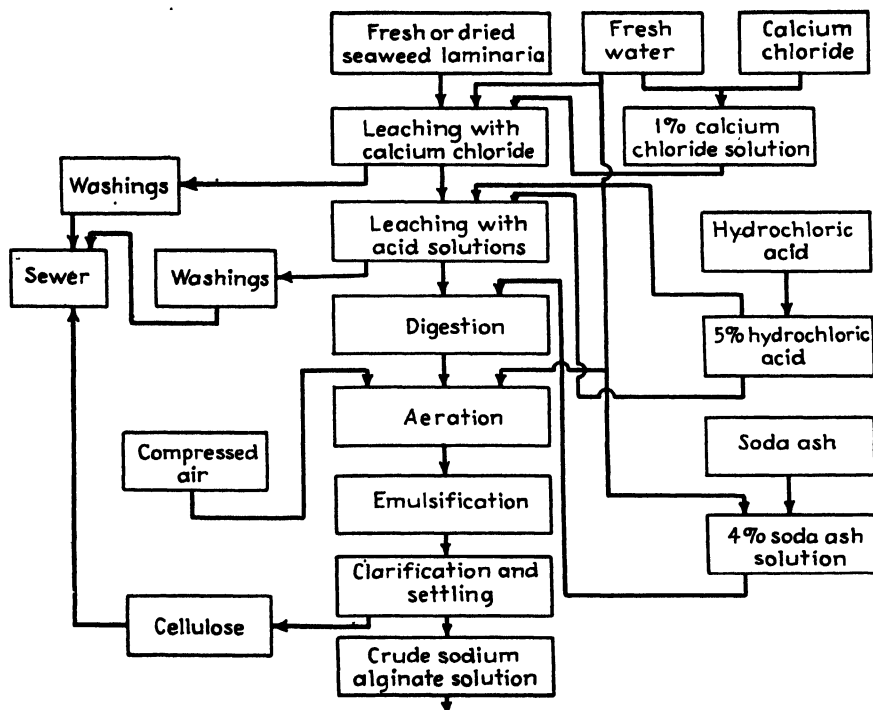 Fresh or dried
seaweed laminaria
Fresh
water
Calcium
chloride
Leaching with
calcium chloride
1% calcium
chloride solution
Washings
Leaching with
acid solutions
Hydrochloric
acid
Sewer
Washings
Digestion
5% hydrochloric
acid
Aeration
Compressed
air
Soda ash
Emulsification
4% soda ash
solution
Clarification and
settling
Cellulose
Crude sodium
alginate solution